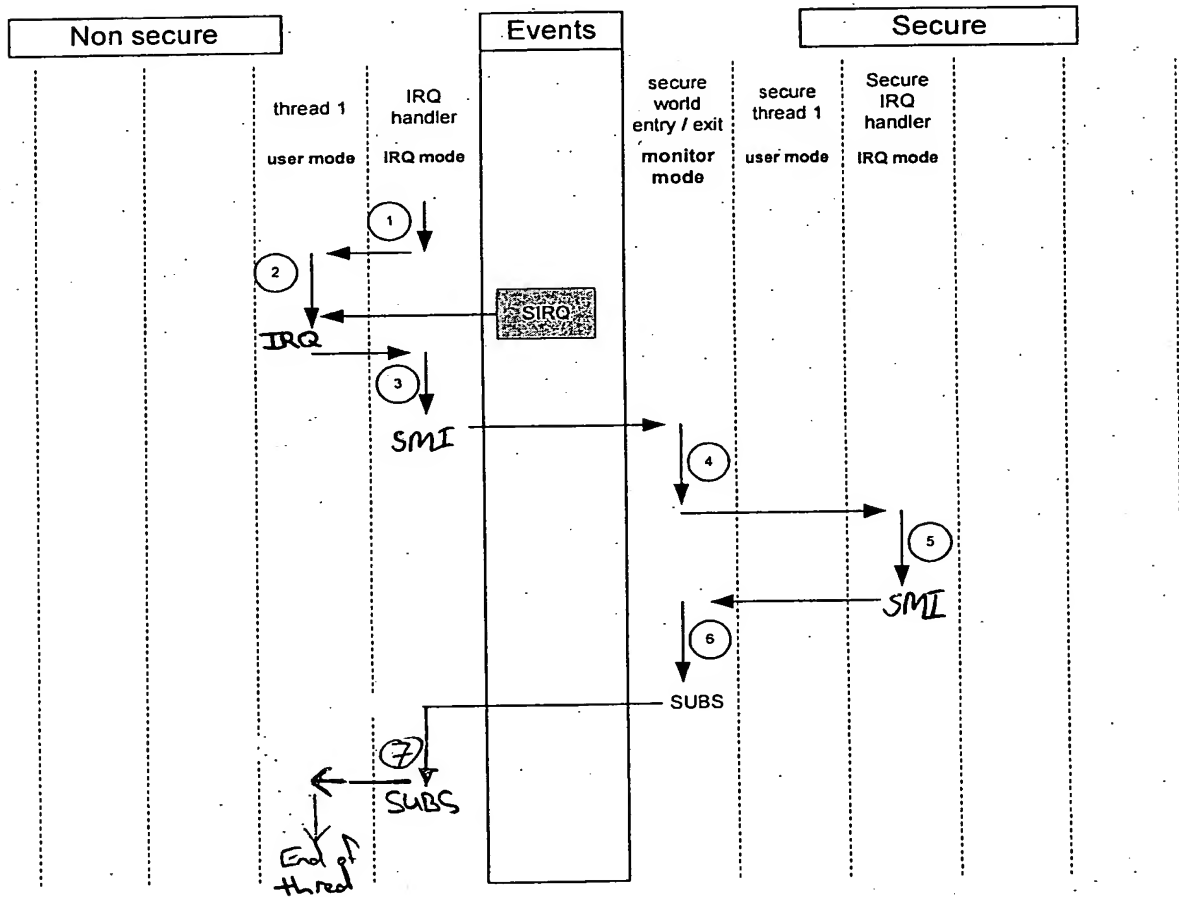 Non secure
Events
Secure
thread 1
user mode
IRQ
handler
IRQ mode
secure
world
entry / exit
monitor
mode
secure
thread 1
user mode
Secure
IRQ
handler
IRQ mode
1
2
SIRQ
IRQ
3
SMI
4
5
SMI
6
SUBS
7
SUBS
End of
thred